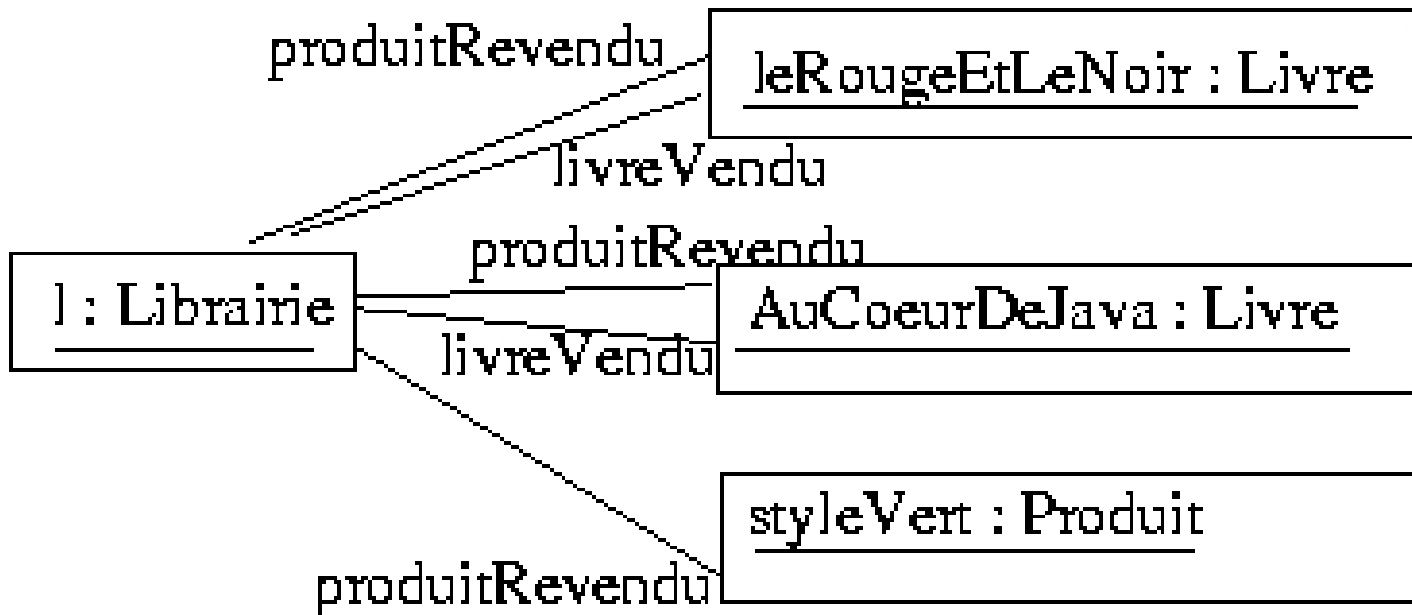 produitRevendu
leRougeEtLeNoir : Livre
livreVendu
produitRevendu
l : Librairie
AuCoeurDeJava : Livre
livreVendu
styleVert : Produit
produitRevendu